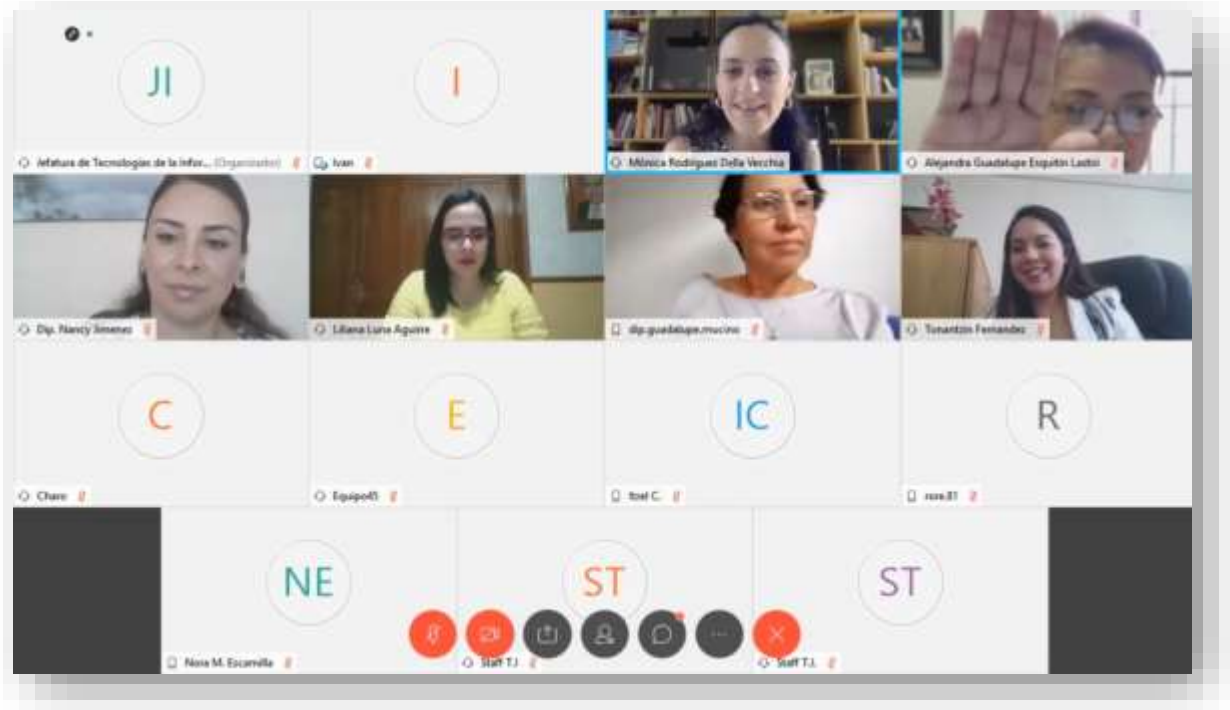 JI
Jefatura de Tecnologías de la Infor... (Organizador)
I
Ivan
Mónica Rodríguez Della Vecchia
Alejandra Guadalupe Esquitín Lastiri
Dip. Nancy Jimenez
Liliana Luna Aguirre
dip.guadalupe.mucino
Tonantzin Fernandez
C
Charo
E
Equipo45
IC
Itzel C.
R
rore.81
NE
Nora M. Escamilla
ST
Staff T.I.
ST
Staff T.I.